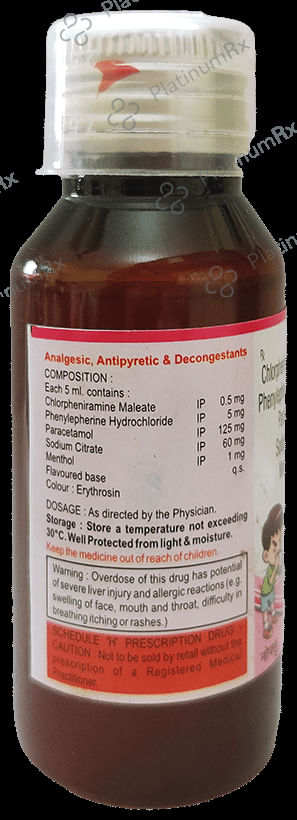 PlatinumRx
Analgesic, Antipyretic & Decongestants
COMPOSITION :
Each 5 ml. contains :
Chlorpheniramine Maleate IP 0.5 mg
Phenylepherine Hydrochloride IP 5 mg
Paracetamol IP 125 mg
Sodium Citrate IP 60 mg
Menthol IP 1 mg
Flavoured base q.s.
Colour : Erythrosin
DOSAGE : As directed by the Physician.
Storage : Store a temperature not exceeding
30°C. Well Protected from light & moisture.
Keep the medicine out of reach of children.
Warning : Overdose of this drug has potential
of severe liver injury and allergic reactions (e.g.
swelling of face, mouth and throat, difficulty in
breathing itching or rashes.)
SCHEDULE 'H' PRESCRIPTION DRUG
CAUTION : Not to be sold by retail without the
prescription of a Registered Medical
Practitioner.
Rx